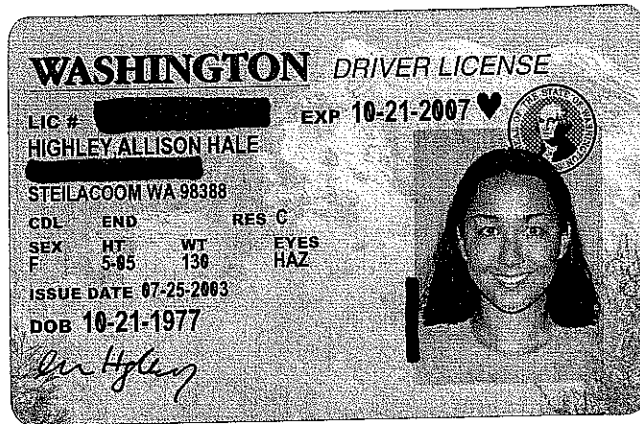 WASHINGTON DRIVER LICENSE
LIC # EXP 10-21-2007
HIGHLEY ALLISON HALE
STEILACOOM WA 98388
CDL END RES C
SEX HT WT EYES
F 5-05 130 HAZ
ISSUE DATE 07-25-2003
DOB 10-21-1977